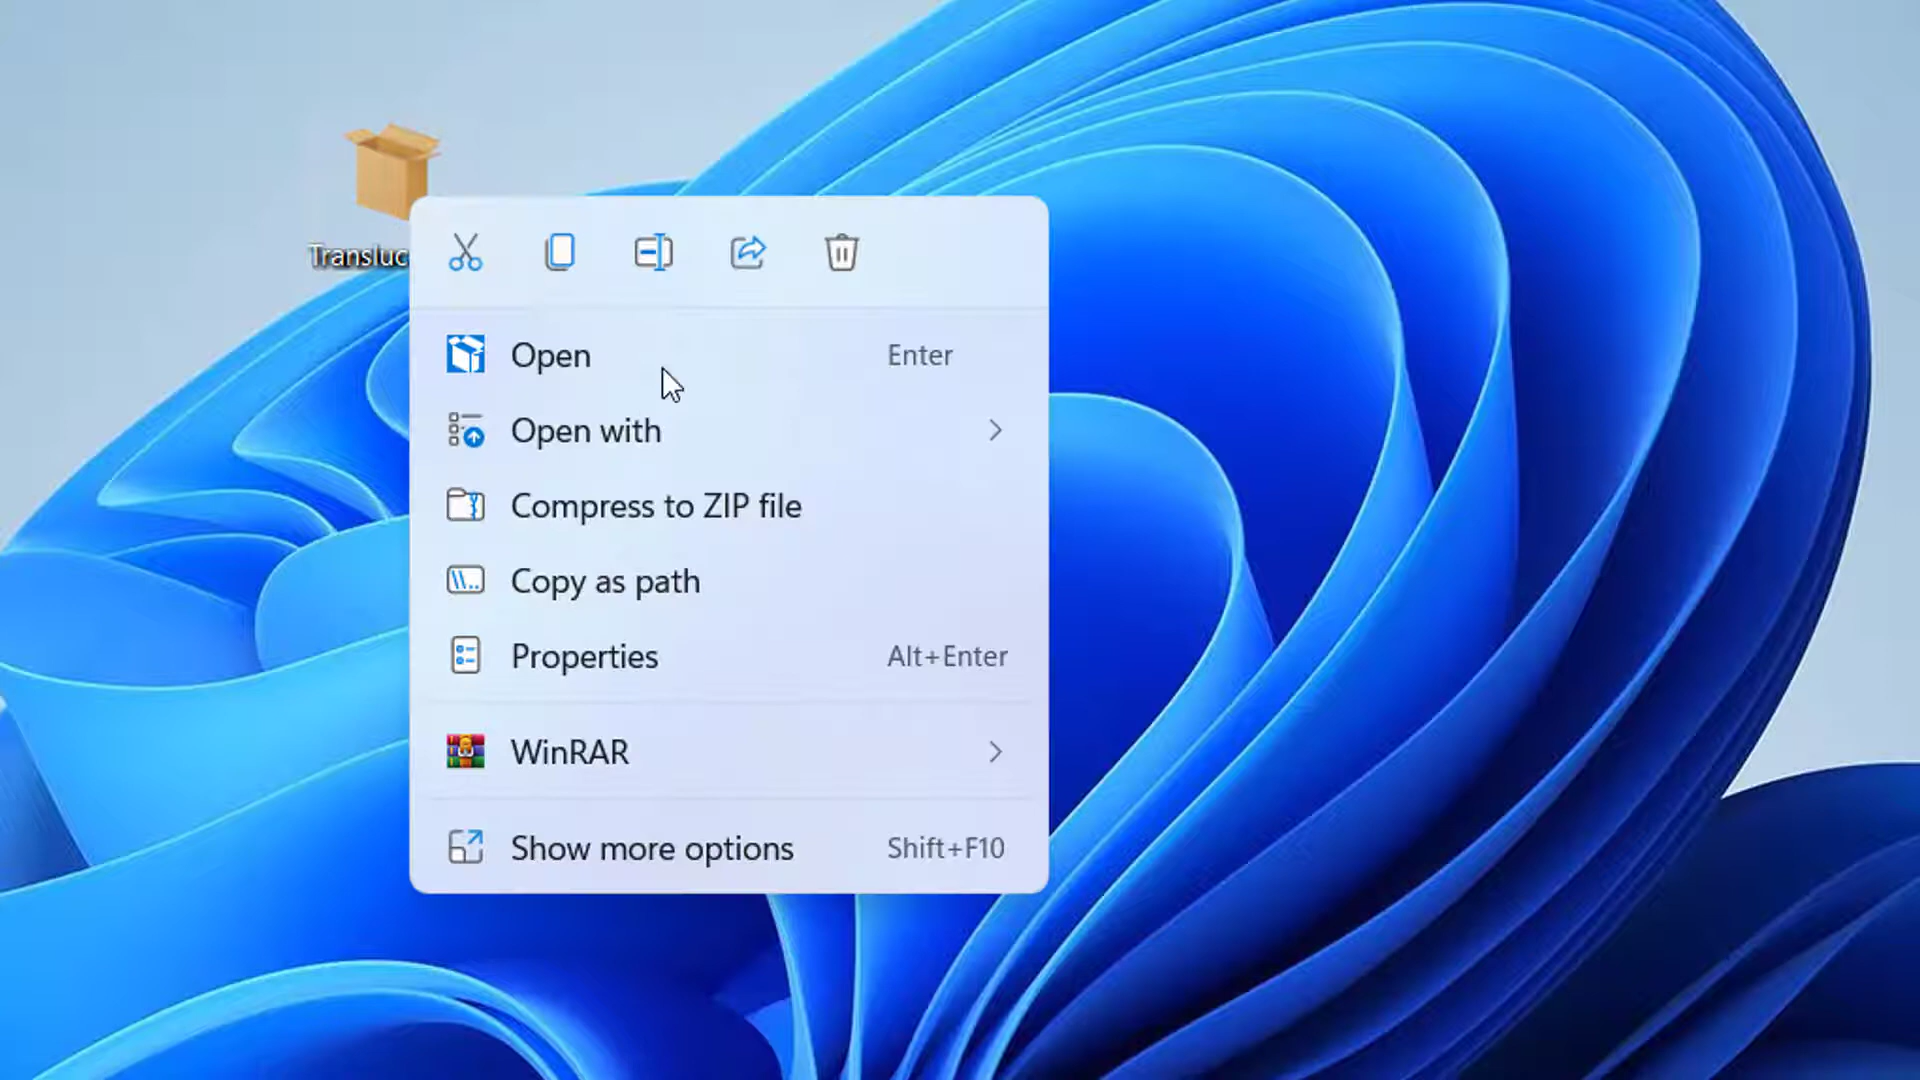 Transluc
Open Enter
Open with
Compress to ZIP file
Copy as path
Properties Alt+Enter
WinRAR
Show more options Shift+F10